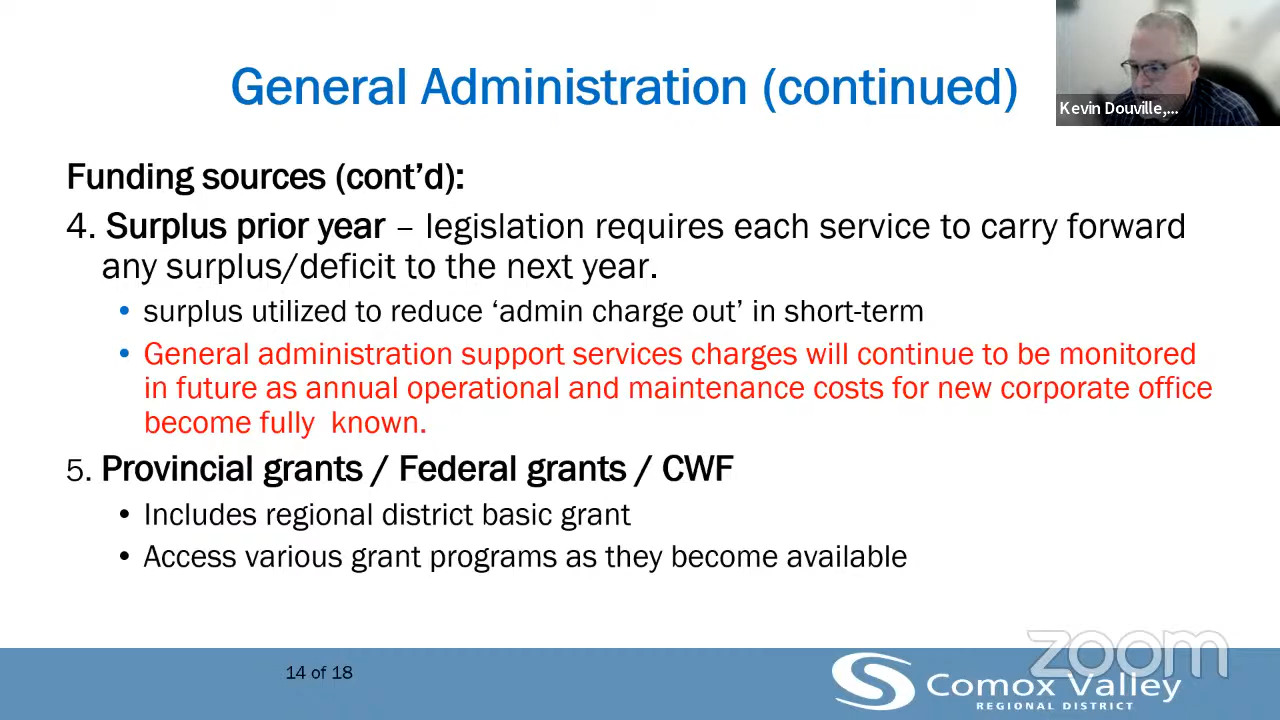 General Administration (continued)
Kevin Douville,...
Funding sources (cont’d):
4. Surplus prior year – legislation requires each service to carry forward
any surplus/deficit to the next year.
• surplus utilized to reduce ‘admin charge out’ in short-term
• General administration support services charges will continue to be monitored
in future as annual operational and maintenance costs for new corporate office
become fully known.
5. Provincial grants / Federal grants / CWF
• Includes regional district basic grant
• Access various grant programs as they become available
zoom
14 of 18
Comox Valley
REGIONAL DISTRICT